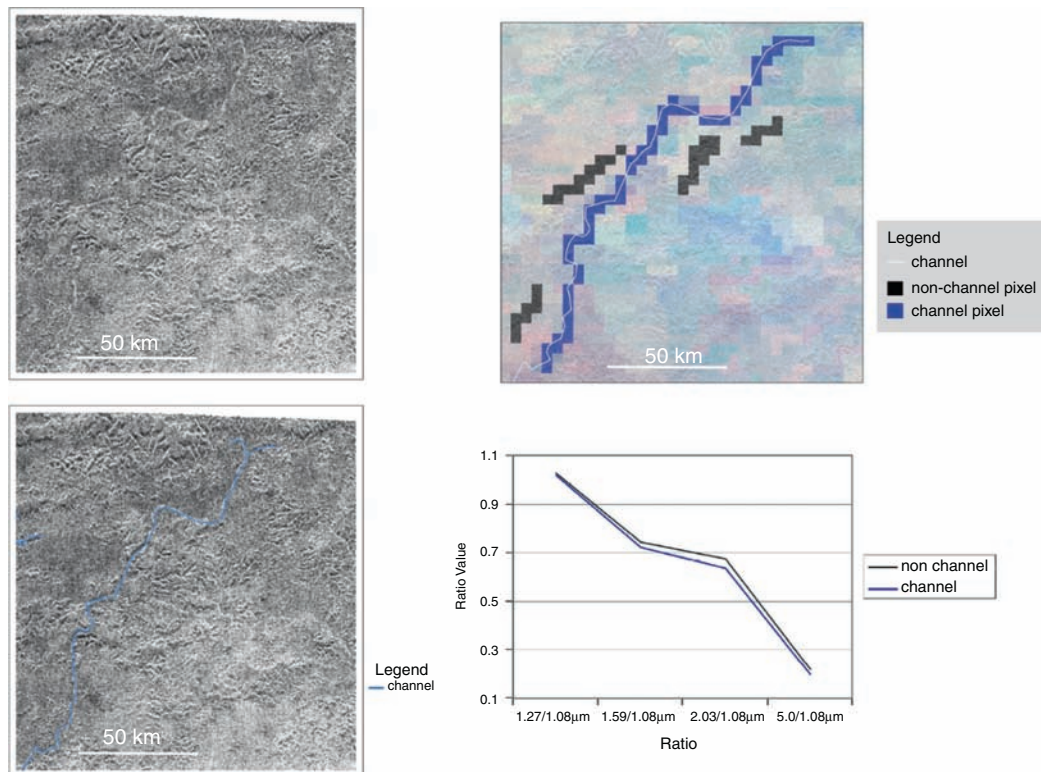 50 km
50 km
Legend
channel
non-channel pixel
channel pixel
50 km
Legend
channel
1.1
0.9
0.7
0.5
0.3
0.1
Ratio Value
1.27/1.08μm 1.59/1.08μm 2.03/1.08μm 5.0/1.08μm
Ratio
non channel
channel